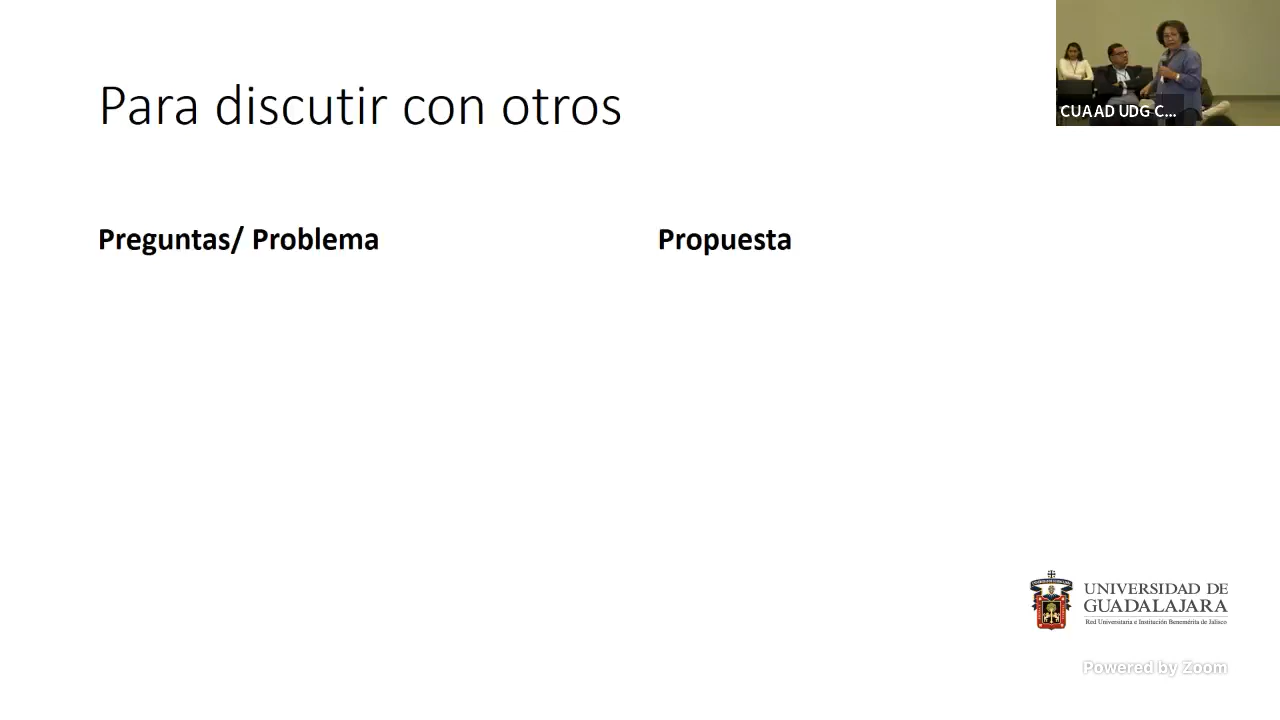 Para discutir con otros
CUAAD UDG C...
Preguntas/ Problema
Propuesta
UNIVERSIDAD DE
GUADALAJARA
Red Universitaria e Institución Benemérita de Jalisco
Powered by Zoom